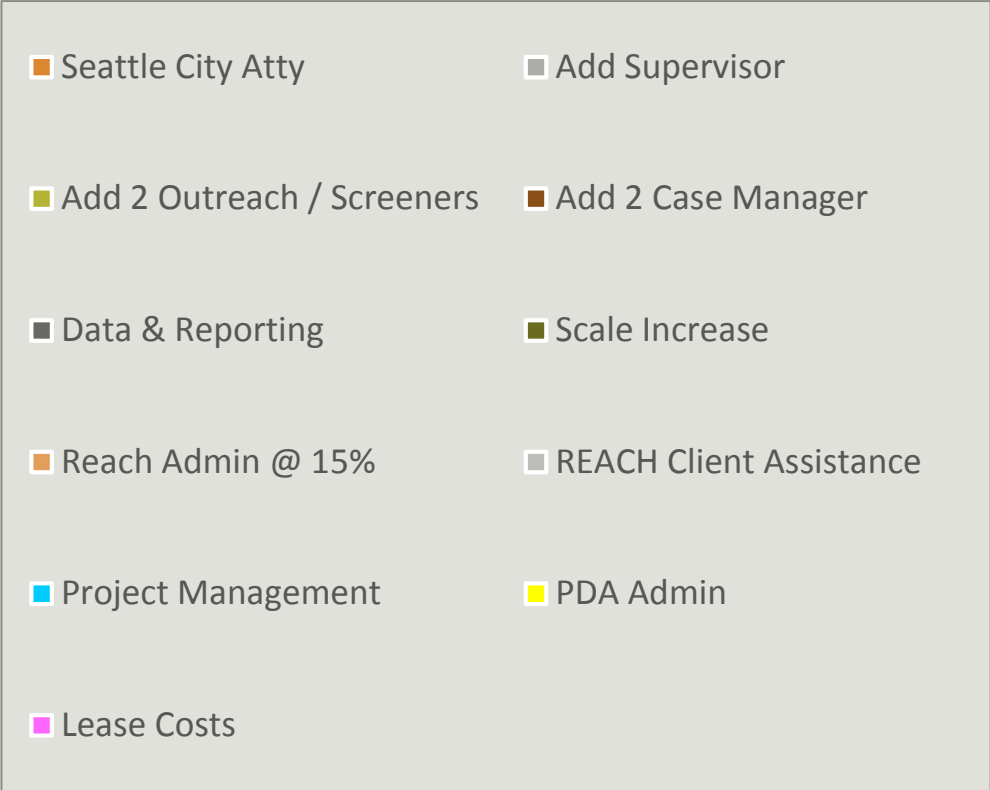 Seattle City Atty
Add Supervisor
Add 2 Outreach / Screeners
Add 2 Case Manager
Data & Reporting
Scale Increase
Reach Admin @ 15%
REACH Client Assistance
Project Management
PDA Admin
Lease Costs